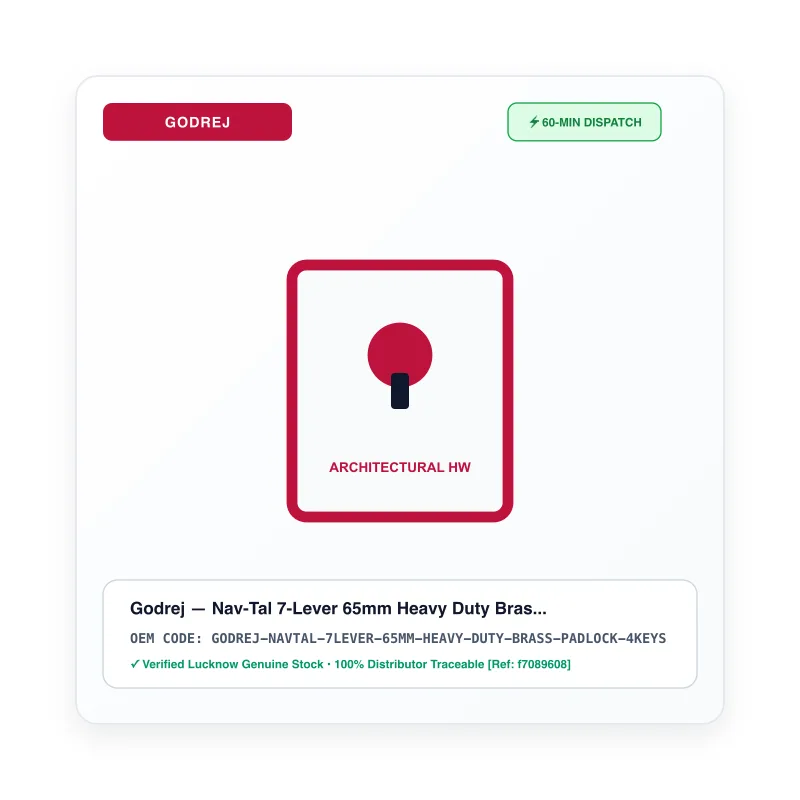 GODREJ
⚡ 60-MIN DISPATCH
ARCHITECTURAL HW
Godrej — Nav-Tal 7-Lever 65mm Heavy Duty Bras...
OEM CODE: GODREJ-NAVTAL-7LEVER-65MM-HEAVY-DUTY-BRASS-PADLOCK-4KEYS
✓ Verified Lucknow Genuine Stock · 100% Distributor Traceable [Ref: f7089608]